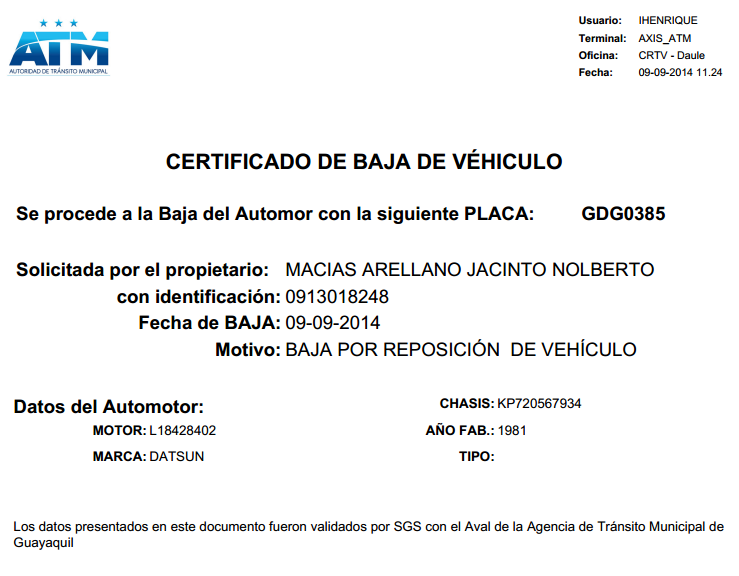 ATM
AUTORIDAD DE TRÁNSITO MUNICIPAL
Usuario: IHENRIQUE
Terminal: AXIS_ATM
Oficina: CRTV - Daule
Fecha: 09-09-2014 11.24
CERTIFICADO DE BAJA DE VÉHICULO
Se procede a la Baja del Automor con la siguiente PLACA: GDG0385
Solicitada por el propietario: MACIAS ARELLANO JACINTO NOLBERTO
con identificación: 0913018248
Fecha de BAJA: 09-09-2014
Motivo: BAJA POR REPOSICIÓN DE VEHÍCULO
Datos del Automotor:
CHASIS: KP720567934
MOTOR: L18428402
AÑO FAB.: 1981
MARCA: DATSUN
TIPO:
Los datos presentados en este documento fueron validados por SGS con el Aval de la Agencia de Tránsito Municipal de
Guayaquil